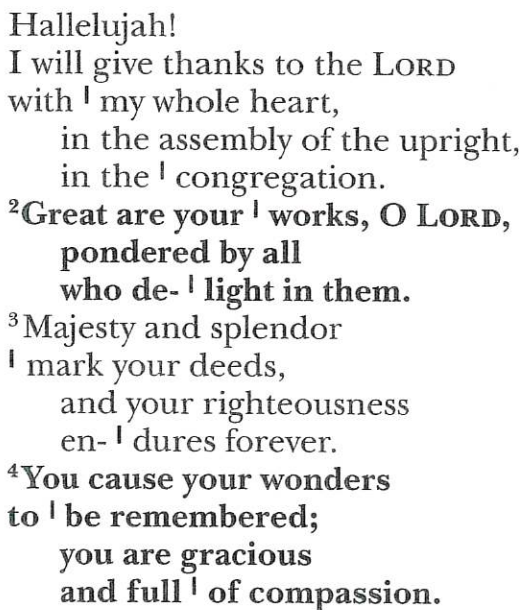 Hallelujah!
I will give thanks to the LORD
with | my whole heart,
in the assembly of the upright,
in the | congregation.
²Great are your | works, O LORD,
pondered by all
who de- | light in them.
³Majesty and splendor
| mark your deeds,
and your righteousness
en- | dures forever.
⁴You cause your wonders
to | be remembered;
you are gracious
and full | of compassion.